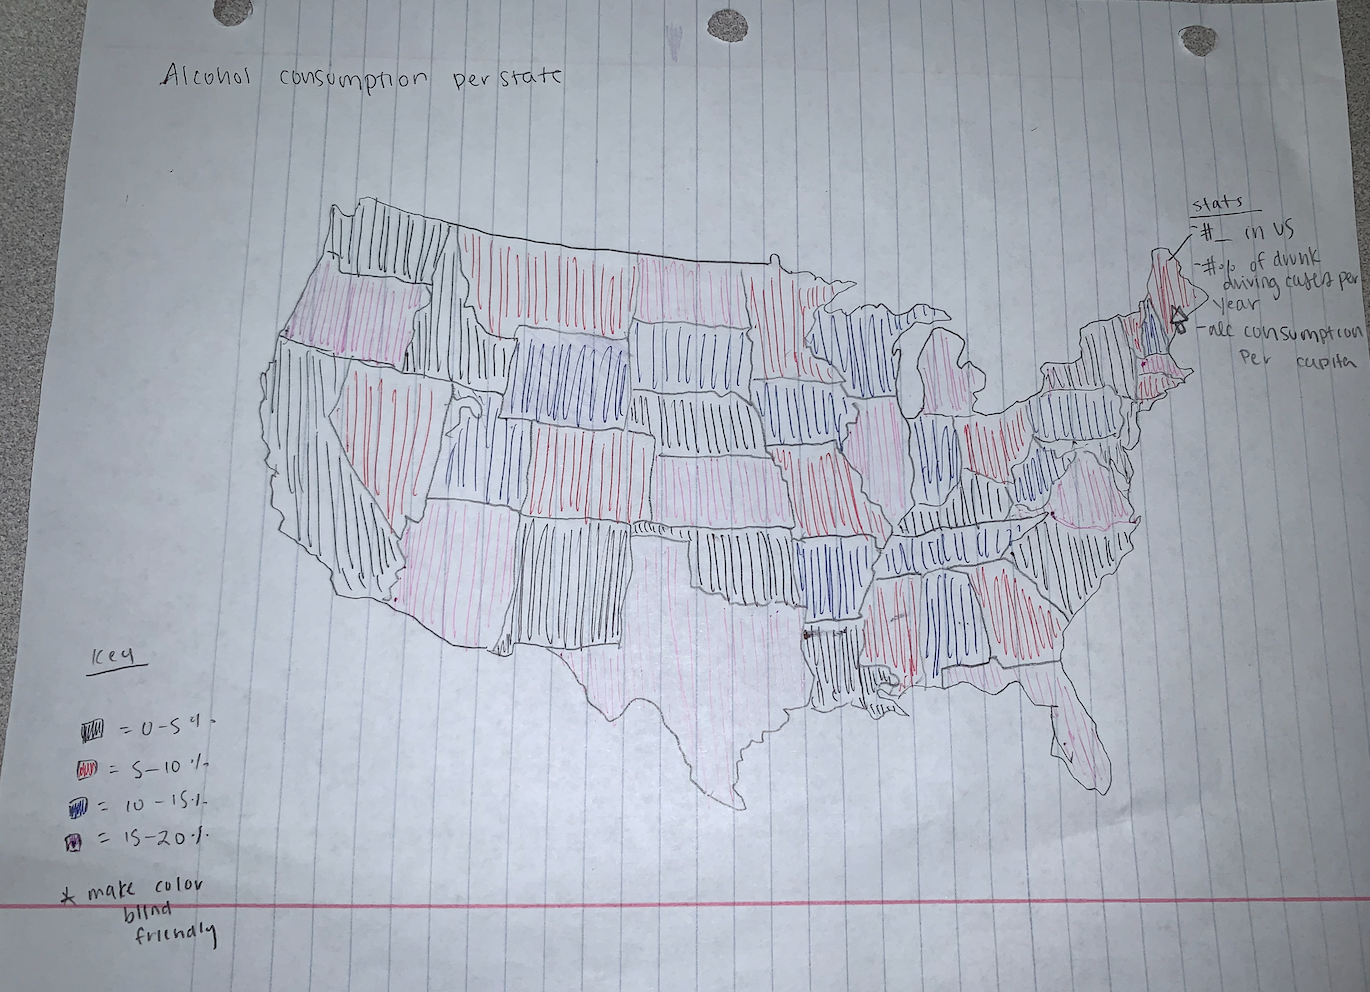 Alcohol consumption per state
stats
- #_ in US
- # % of drunk
driving cases per
year
- alc consumption
per capita
Key
= 0-5%
= 5-10%
= 10-15%
= 15-20%
* make color
blind
friendly